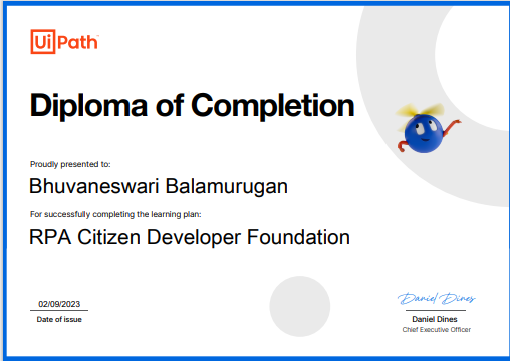 UiPath
Diploma of Completion
Proudly presented to:
Bhuvaneswari Balamurugan
For successfully completing the learning plan:
RPA Citizen Developer Foundation
02/09/2023
Date of issue
Daniel Dines
Daniel Dines
Chief Executive Officer